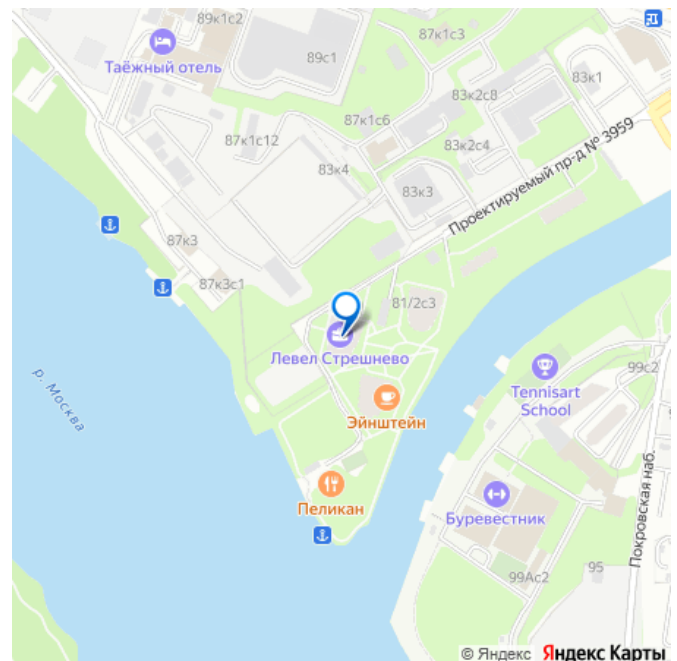 89к1с2
Таёжный отель
89с1
87к1с3
83к1
83к2с8
87к1с6
87к1с12
83к2с4
83к4
83к3
Проектируемый пр-д № 3959
87к3
87к3с1
81/2с3
Левел Стрешнево
р. Москва
99с2
Tennisart
School
Эйнштейн
Пеликан
Буревестник
Покровская наб.
95
99Ас2
© Яндекс Яндекс Карты